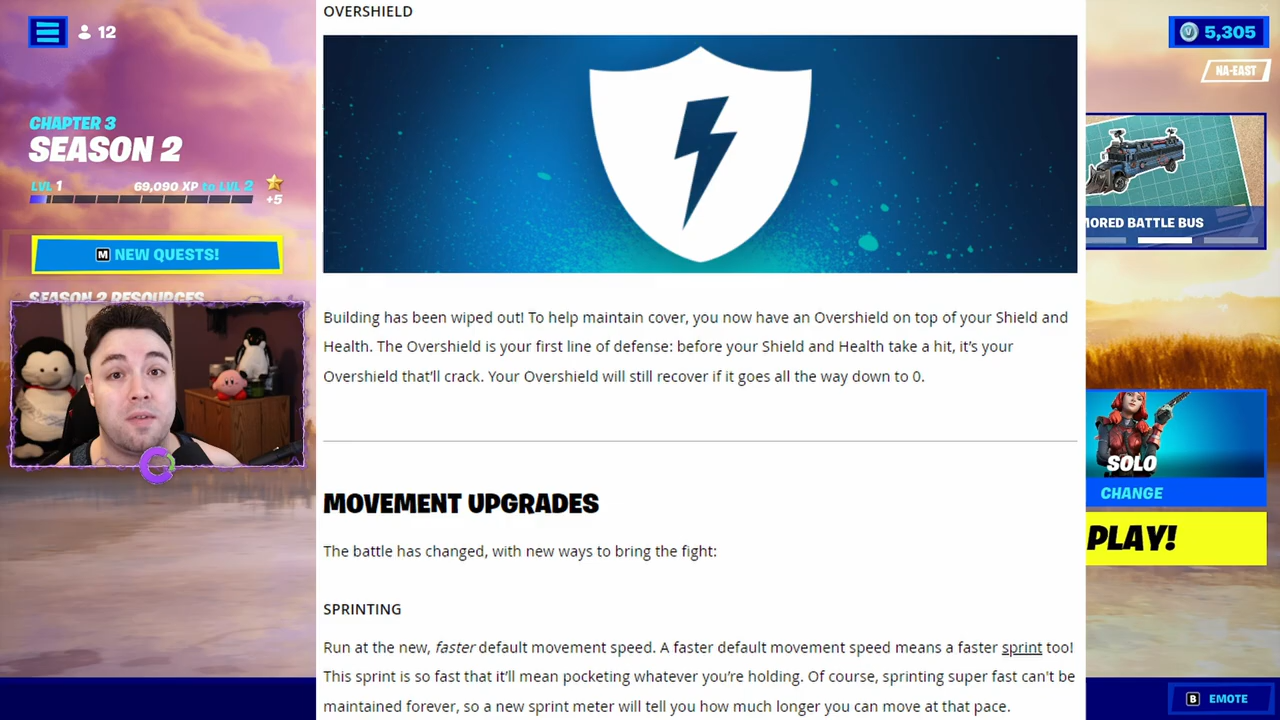 12
CHAPTER 3
SEASON 2
LVL 1
69,090 XP to LVL 2
+5
M NEW QUESTS!
SEASON 2 RESOURCES
OVERSHIELD
Building has been wiped out! To help maintain cover, you now have an Overshield on top of your Shield and
Health. The Overshield is your first line of defense: before your Shield and Health take a hit, it's your
Overshield that'll crack. Your Overshield will still recover if it goes all the way down to 0.
MOVEMENT UPGRADES
The battle has changed, with new ways to bring the fight:
SPRINTING
Run at the new, faster default movement speed. A faster default movement speed means a faster sprint too!
This sprint is so fast that it'll mean pocketing whatever you're holding. Of course, sprinting super fast can't be
maintained forever, so a new sprint meter will tell you how much longer you can move at that pace.
V 5,305
NA-EAST
MORED BATTLE BUS
SOLO
CHANGE
PLAY!
B EMOTE